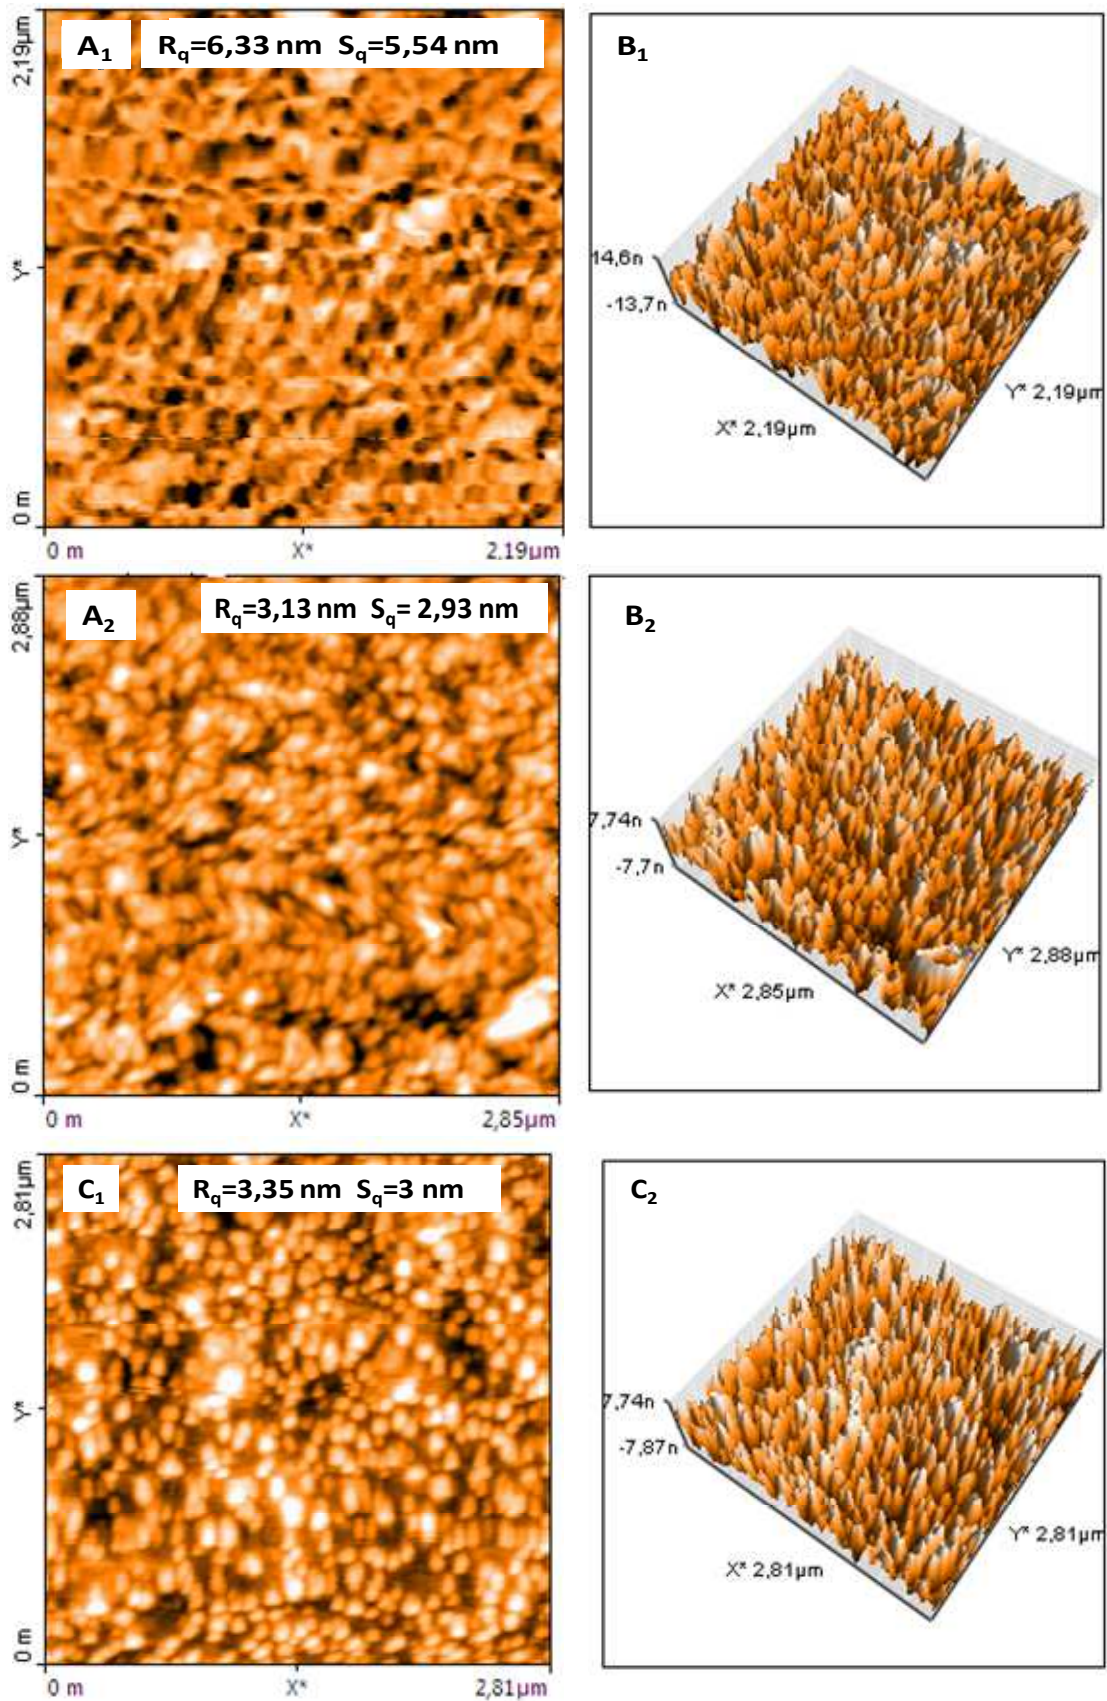 A1 Rq=6,33 nm Sq=5,54 nm
2,19µm
Y*
0 m
0 m X* 2,19µm
B1
14,6n
-13,7n
X* 2,19µm
Y* 2,19µm
A2 Rq=3,13 nm Sq= 2,93 nm
2,88µm
Y*
0 m
0 m X* 2,85µm
B2
7,74n
-7,7n
X* 2,85µm
Y* 2,88µm
C1 Rq=3,35 nm Sq=3 nm
2,81µm
Y*
0 m
0 m X* 2,81µm
C2
7,74n
-7,87n
X* 2,81µm
Y* 2,81µm